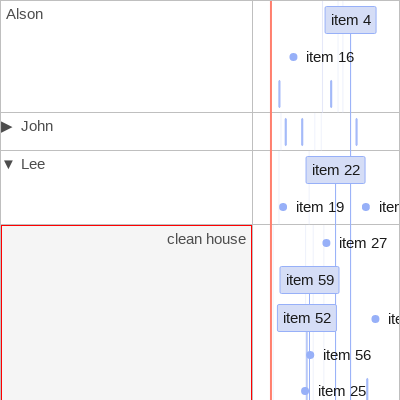 Alson
item 4
item 16
▶ John
▼ Lee
item 22
item 19
clean house
item 27
item 59
item 52
item 56
item 25